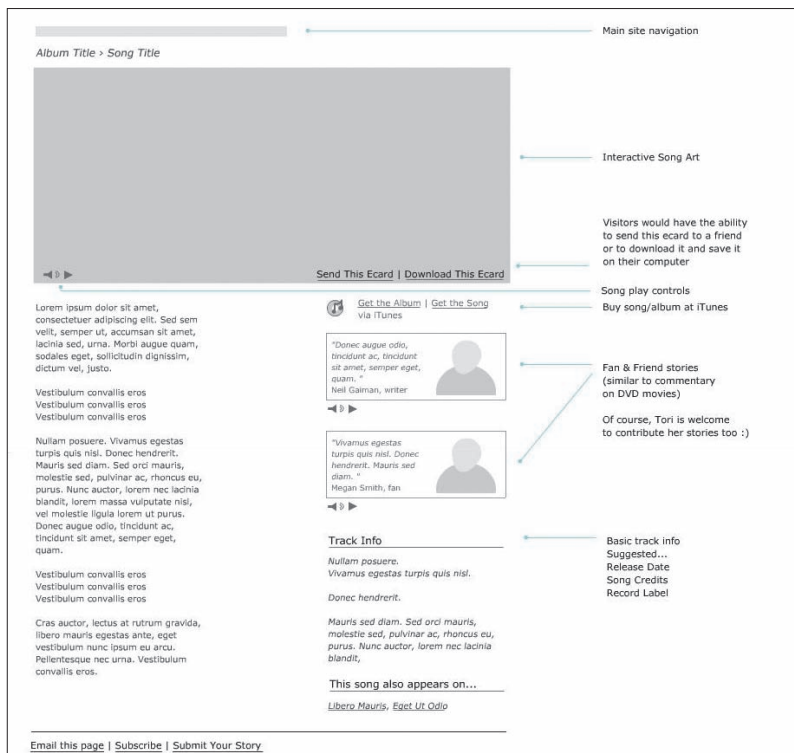 Main site navigation
Album Title › Song Title
Interactive Song Art
Visitors would have the ability
to send this ecard to a friend
or to download it and save it
on their computer
Send This Ecard | Download This Ecard
Song play controls
Lorem ipsum dolor sit amet,
consectetuer adipiscing elit. Sed sem
velit, semper ut, accumsan sit amet,
lacinia sed, urna. Morbi augue quam,
sodales eget, sollicitudin dignissim,
dictum vel, justo.
Vestibulum convallis eros
Vestibulum convallis eros
Vestibulum convallis eros
Nullam posuere. Vivamus egestas
turpis quis nisl. Donec hendrerit.
Mauris sed diam. Sed orci mauris,
molestie sed, pulvinar ac, rhoncus eu,
purus. Nunc auctor, lorem nec lacinia
blandit, lorem massa vulputate nisl,
vel molestie ligula lorem ut purus.
Donec augue odio, tincidunt ac,
tincidunt sit amet, semper eget,
quam.
Vestibulum convallis eros
Vestibulum convallis eros
Vestibulum convallis eros
Cras auctor, lectus at rutrum gravida,
libero mauris egestas ante, eget
vestibulum nunc ipsum eu arcu.
Pellentesque nec urna. Vestibulum
convallis eros.
Get the Album | Get the Song
via iTunes
Buy song/album at iTunes
"Donec augue odio,
tincidunt ac, tincidunt
sit amet, semper eget,
quam. "
Neil Gaiman, writer
Fan & Friend stories
(similar to commentary
on DVD movies)
Of course, Tori is welcome
to contribute her stories too :)
"Vivamus egestas
turpis quis nisl. Donec
hendrerit. Mauris sed
diam. "
Megan Smith, fan
Track Info
Nullam posuere.
Vivamus egestas turpis quis nisl.
Donec hendrerit.
Mauris sed diam. Sed orci mauris,
molestie sed, pulvinar ac, rhoncus eu,
purus. Nunc auctor, lorem nec lacinia
blandit,
Basic track info
Suggested...
Release Date
Song Credits
Record Label
This song also appears on...
Libero Mauris, Eget Ut Odio
Email this page | Subscribe | Submit Your Story